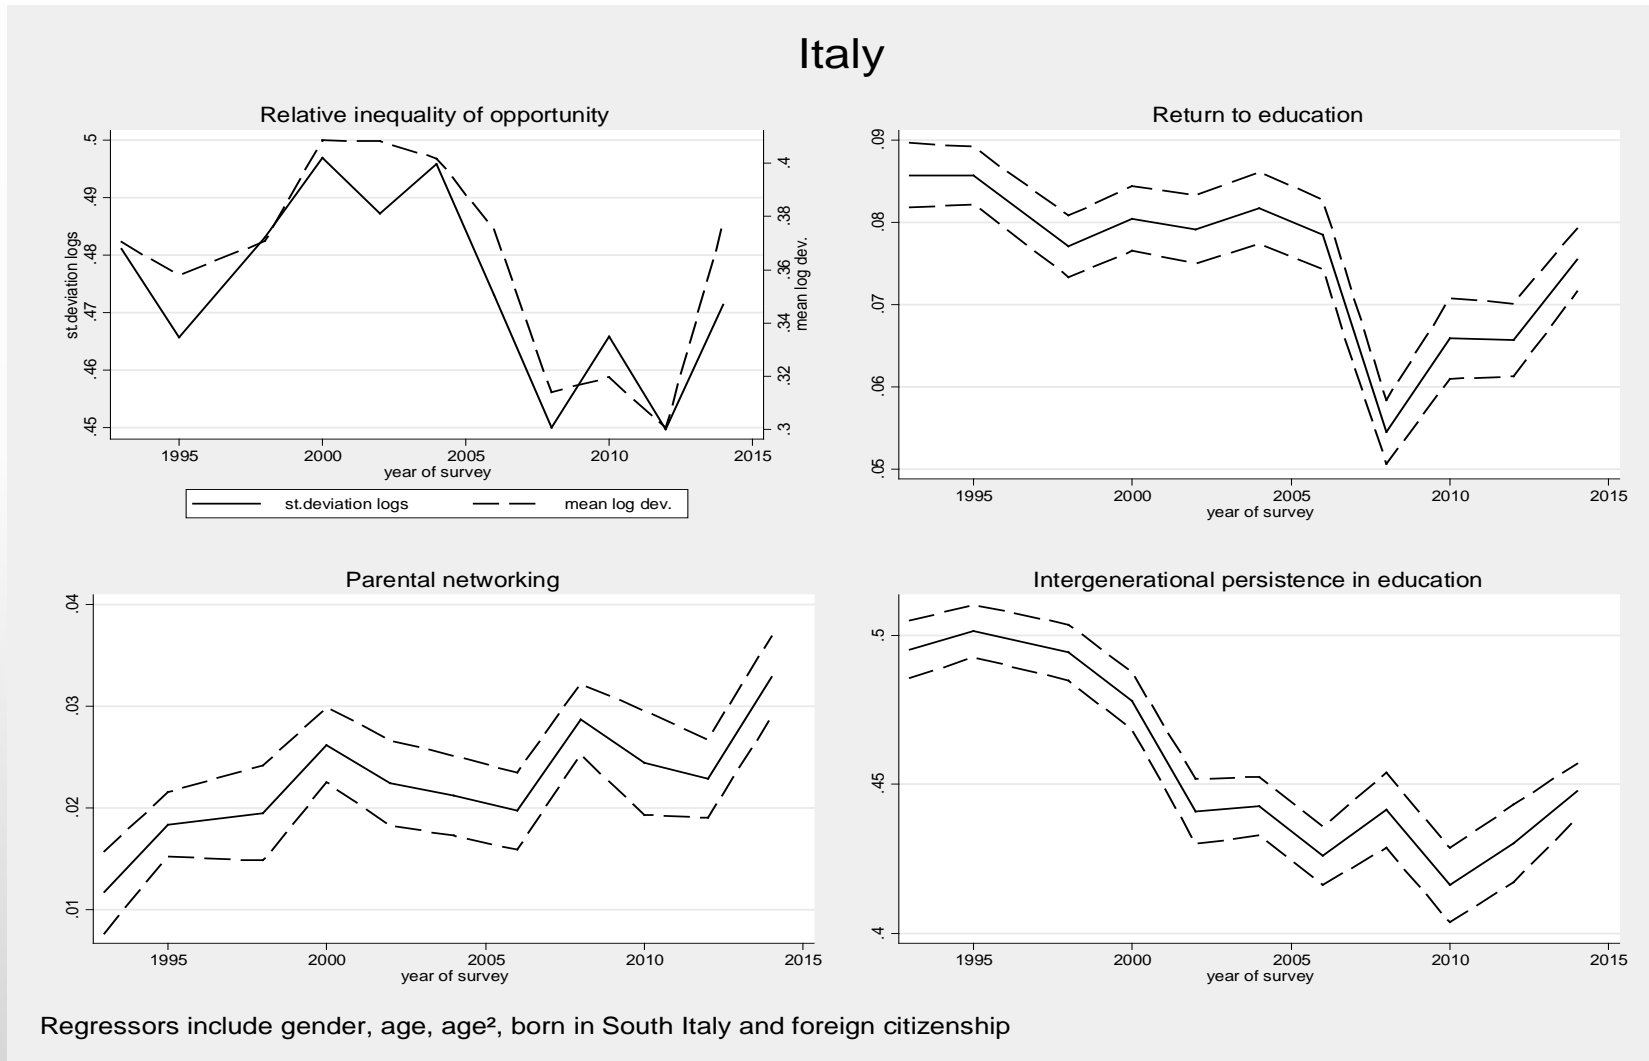 Italy
Relative inequality of opportunity
.5
.49
.48
.47
.46
.45
st.deviation logs
.4
.38
.36
.34
.32
.3
mean log dev.
1995 2000 2005 2010 2015
year of survey
st.deviation logs mean log dev.
Return to education
.09
.08
.07
.06
.05
1995 2000 2005 2010 2015
year of survey
Parental networking
.04
.03
.02
.01
1995 2000 2005 2010 2015
year of survey
Intergenerational persistence in education
.5
.45
.4
1995 2000 2005 2010 2015
year of survey
Regressors include gender, age, age², born in South Italy and foreign citizenship